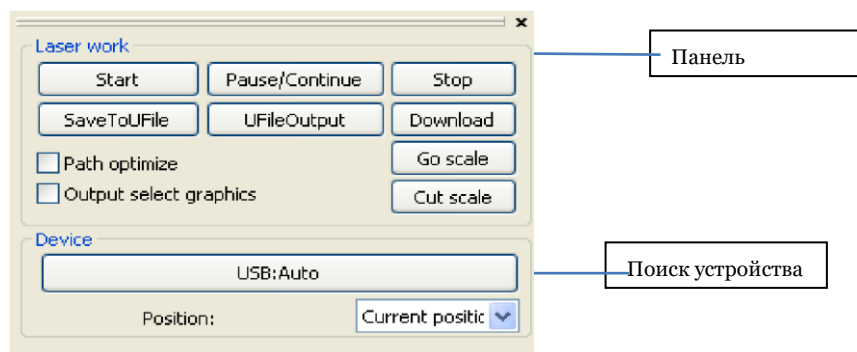 Laser work
Панель
Start Pause/Continue Stop
SaveToUFile UFileOutput Download
Path optimize Go scale
Output select graphics Cut scale
Device
USB:Auto
Поиск устройства
Position: Current positic